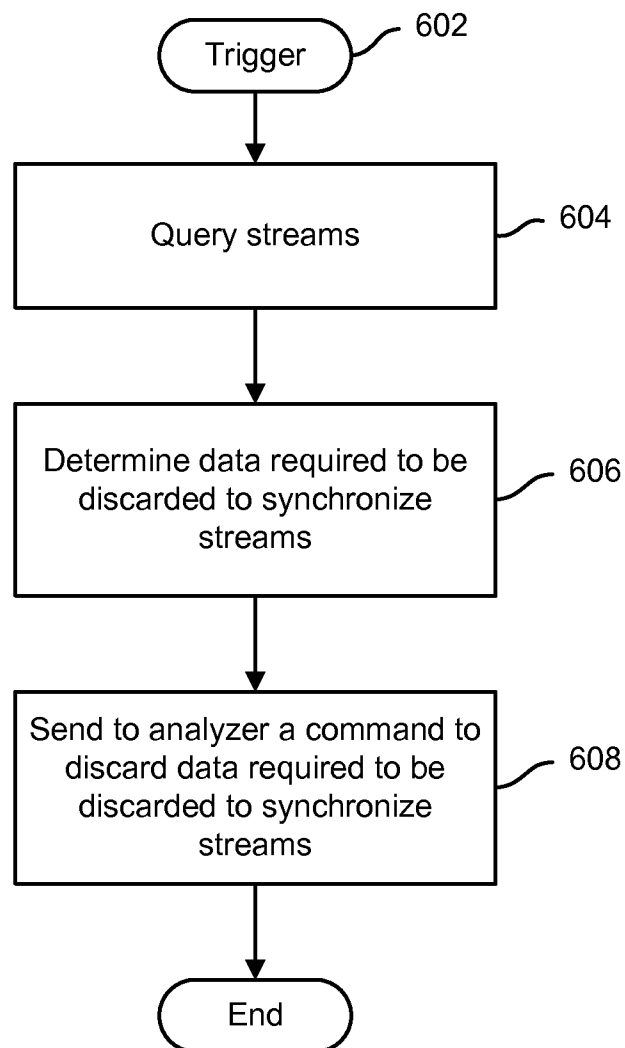 Trigger
602
Query streams
604
Determine data required to be
discarded to synchronize
streams
606
Send to analyzer a command to
discard data required to be
discarded to synchronize
streams
608
End